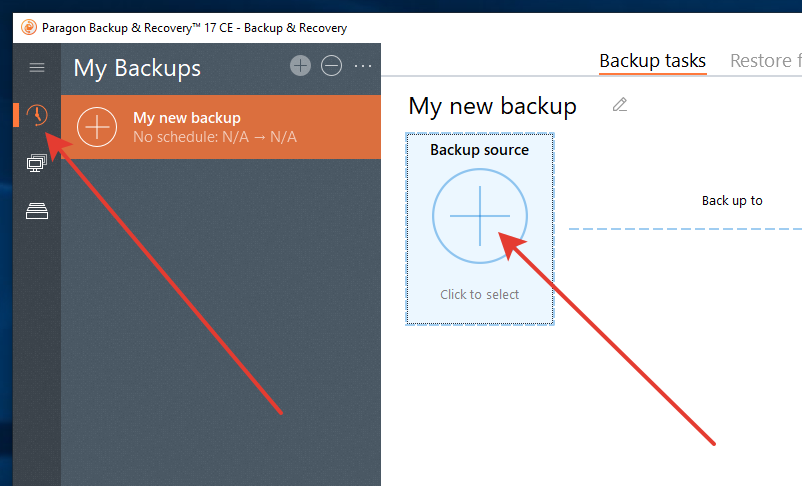 Paragon Backup & Recovery™ 17 CE - Backup & Recovery
My Backups
My new backup
No schedule: N/A → N/A
Backup tasks
Restore f
My new backup
Backup source
Click to select
Back up to